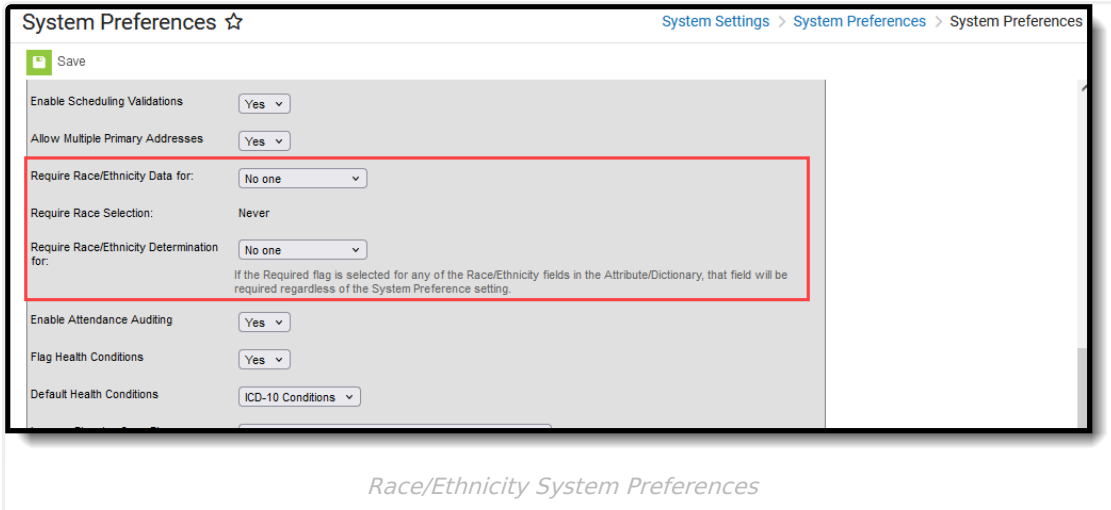 System Preferences
System Settings > System Preferences > System Preferences
Save
Enable Scheduling Validations Yes
Allow Multiple Primary Addresses Yes
Require Race/Ethnicity Data for: No one
Require Race Selection: Never
Require Race/Ethnicity Determination
for: No one
If the Required flag is selected for any of the Race/Ethnicity fields in the Attribute/Dictionary, that field will be
required regardless of the System Preference setting.
Enable Attendance Auditing Yes
Flag Health Conditions Yes
Default Health Conditions ICD-10 Conditions
Race/Ethnicity System Preferences